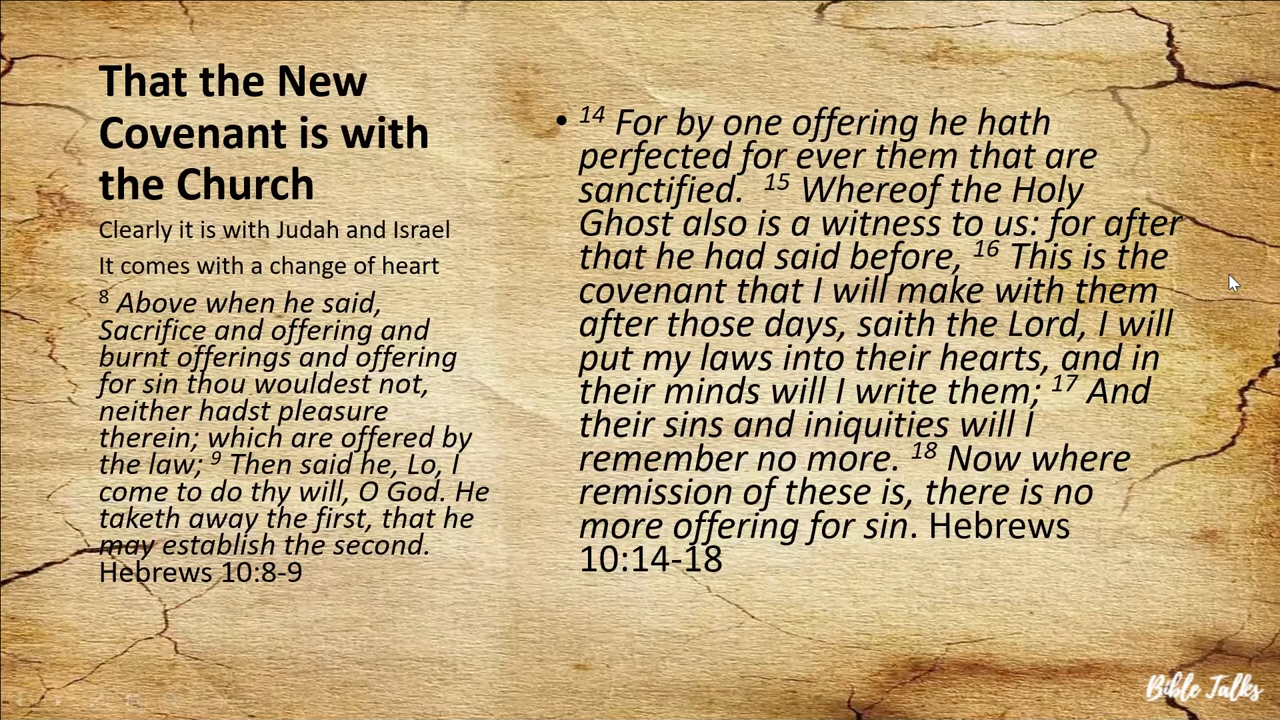 That the New
Covenant is with
the Church
Clearly it is with Judah and Israel
It comes with a change of heart
8 Above when he said,
Sacrifice and offering and
burnt offerings and offering
for sin thou wouldest not,
neither hadst pleasure
therein; which are offered by
the law; 9 Then said he, Lo, I
come to do thy will, O God. He
taketh away the first, that he
may establish the second.
Hebrews 10:8-9
• 14 For by one offering he hath
perfected for ever them that are
sanctified. 15 Whereof the Holy
Ghost also is a witness to us: for after
that he had said before, 16 This is the
covenant that I will make with them
after those days, saith the Lord, I will
put my laws into their hearts, and in
their minds will I write them; 17 And
their sins and iniquities will I
remember no more. 18 Now where
remission of these is, there is no
more offering for sin. Hebrews
10:14-18
Bible Talks